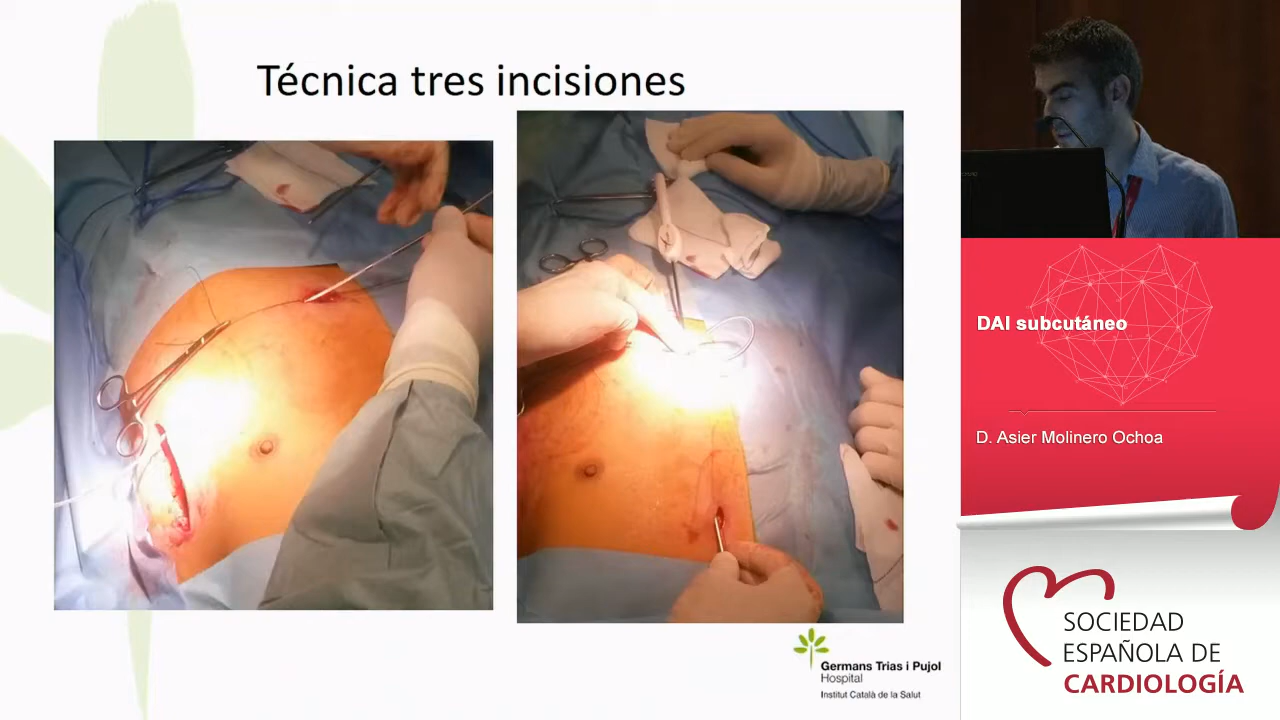 Técnica tres incisiones
Germans Trias i Pujol
Hospital
Institut Català de la Salut
DAI subcutáneo
D. Asier Molinero Ochoa
SOCIEDAD
ESPAÑOLA DE
CARDIOLOGÍA